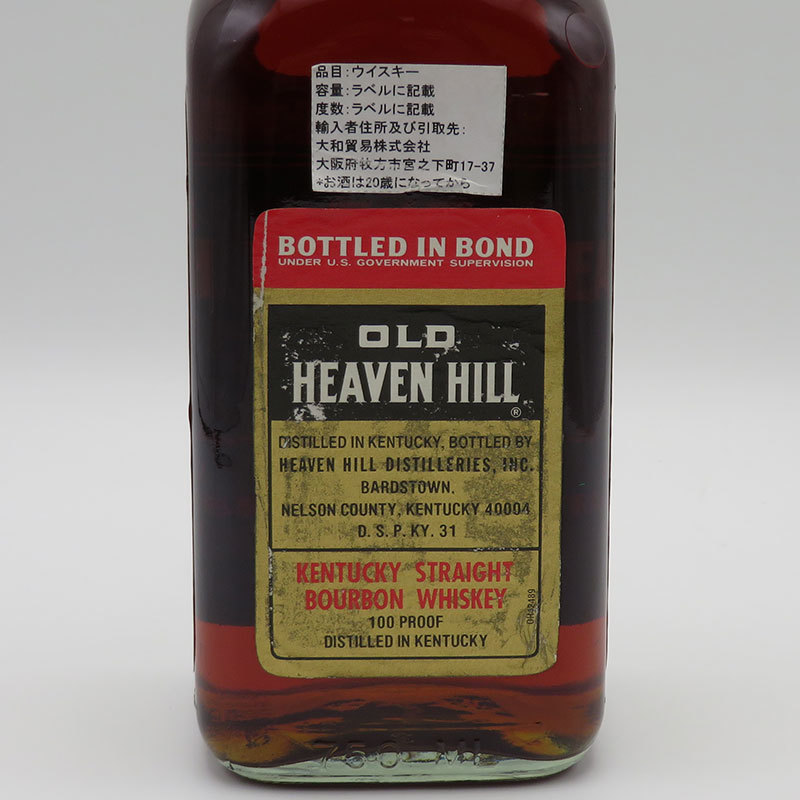 品目:ウイスキー
容量:ラベルに記載
度数:ラベルに記載
輸入者住所及び引取先:
大和貿易株式会社
大阪府牧方市宮之下町17-37
*お酒は20歳になってから
BOTTLED IN BOND
UNDER U.S. GOVERNMENT SUPERVISION
OLD
HEAVEN HILL
®
DISTILLED IN KENTUCKY, BOTTLED BY
HEAVEN HILL DISTILLERIES, INC.
BARDSTOWN,
NELSON COUNTY, KENTUCKY 40004
D. S. P. KY. 31
KENTUCKY STRAIGHT
BOURBON WHISKEY
100 PROOF
DISTILLED IN KENTUCKY
750 ML